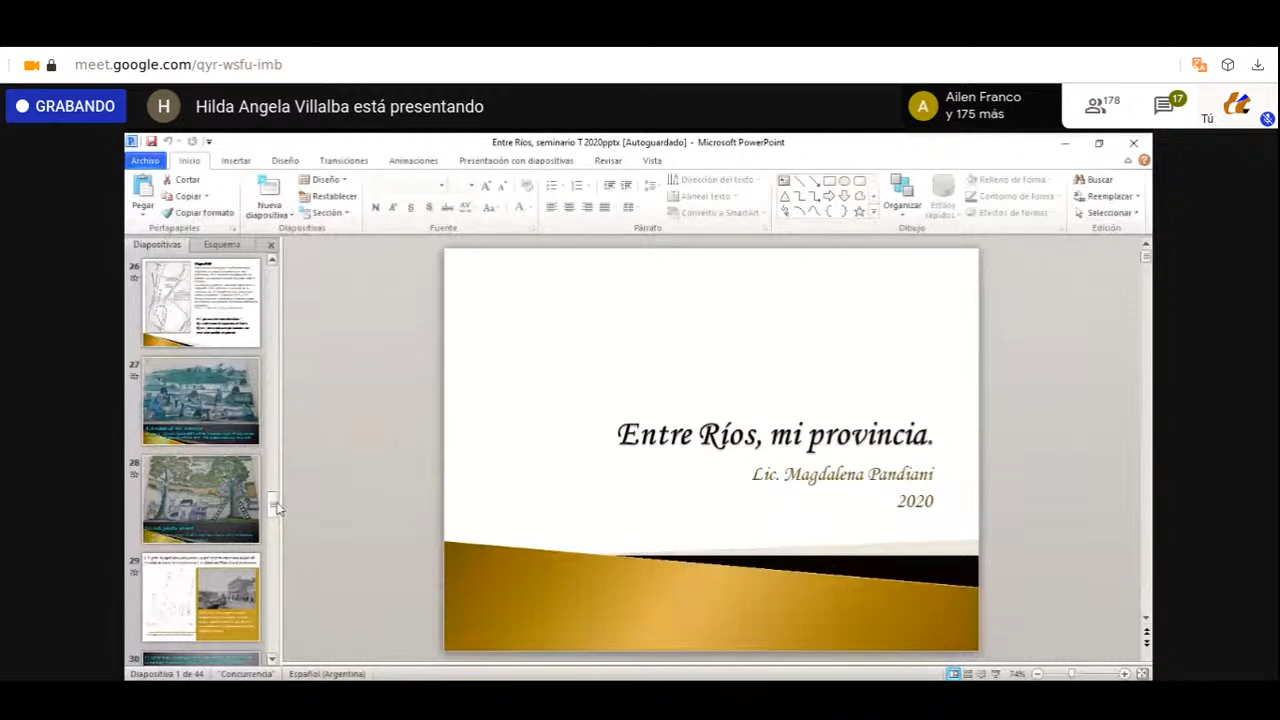 meet.google.com/qyr-wsfu-imb
GRABANDO
H
Hilda Angela Villalba está presentando
A
Ailen Franco
y 175 más
178
17
Tú
Entre Ríos, seminario T 2020pptx [Autoguardado] - Microsoft PowerPoint
Archivo Inicio Insertar Diseño Transiciones Animaciones Presentación con diapositivas Revisar Vista
Pegar
Cortar
Copiar
Copiar formato
Portapapeles
Nueva
diapositiva
Diseño
Restablecer
Sección
Diapositivas
Fuente
Dirección del texto
Alinear texto
Convertir a SmartArt
Párrafo
Organizar
Estilos
rápidos
Relleno de forma
Contorno de forma
Efectos de formas
Dibujo
Buscar
Reemplazar
Seleccionar
Edición
Diapositivas Esquema
26
27
28
29
30
Entre Ríos, mi provincia.
Lic. Magdalena Pandiani
2020
Diapositiva 1 de 44 "Concurrencia" Español (Argentina) 74%